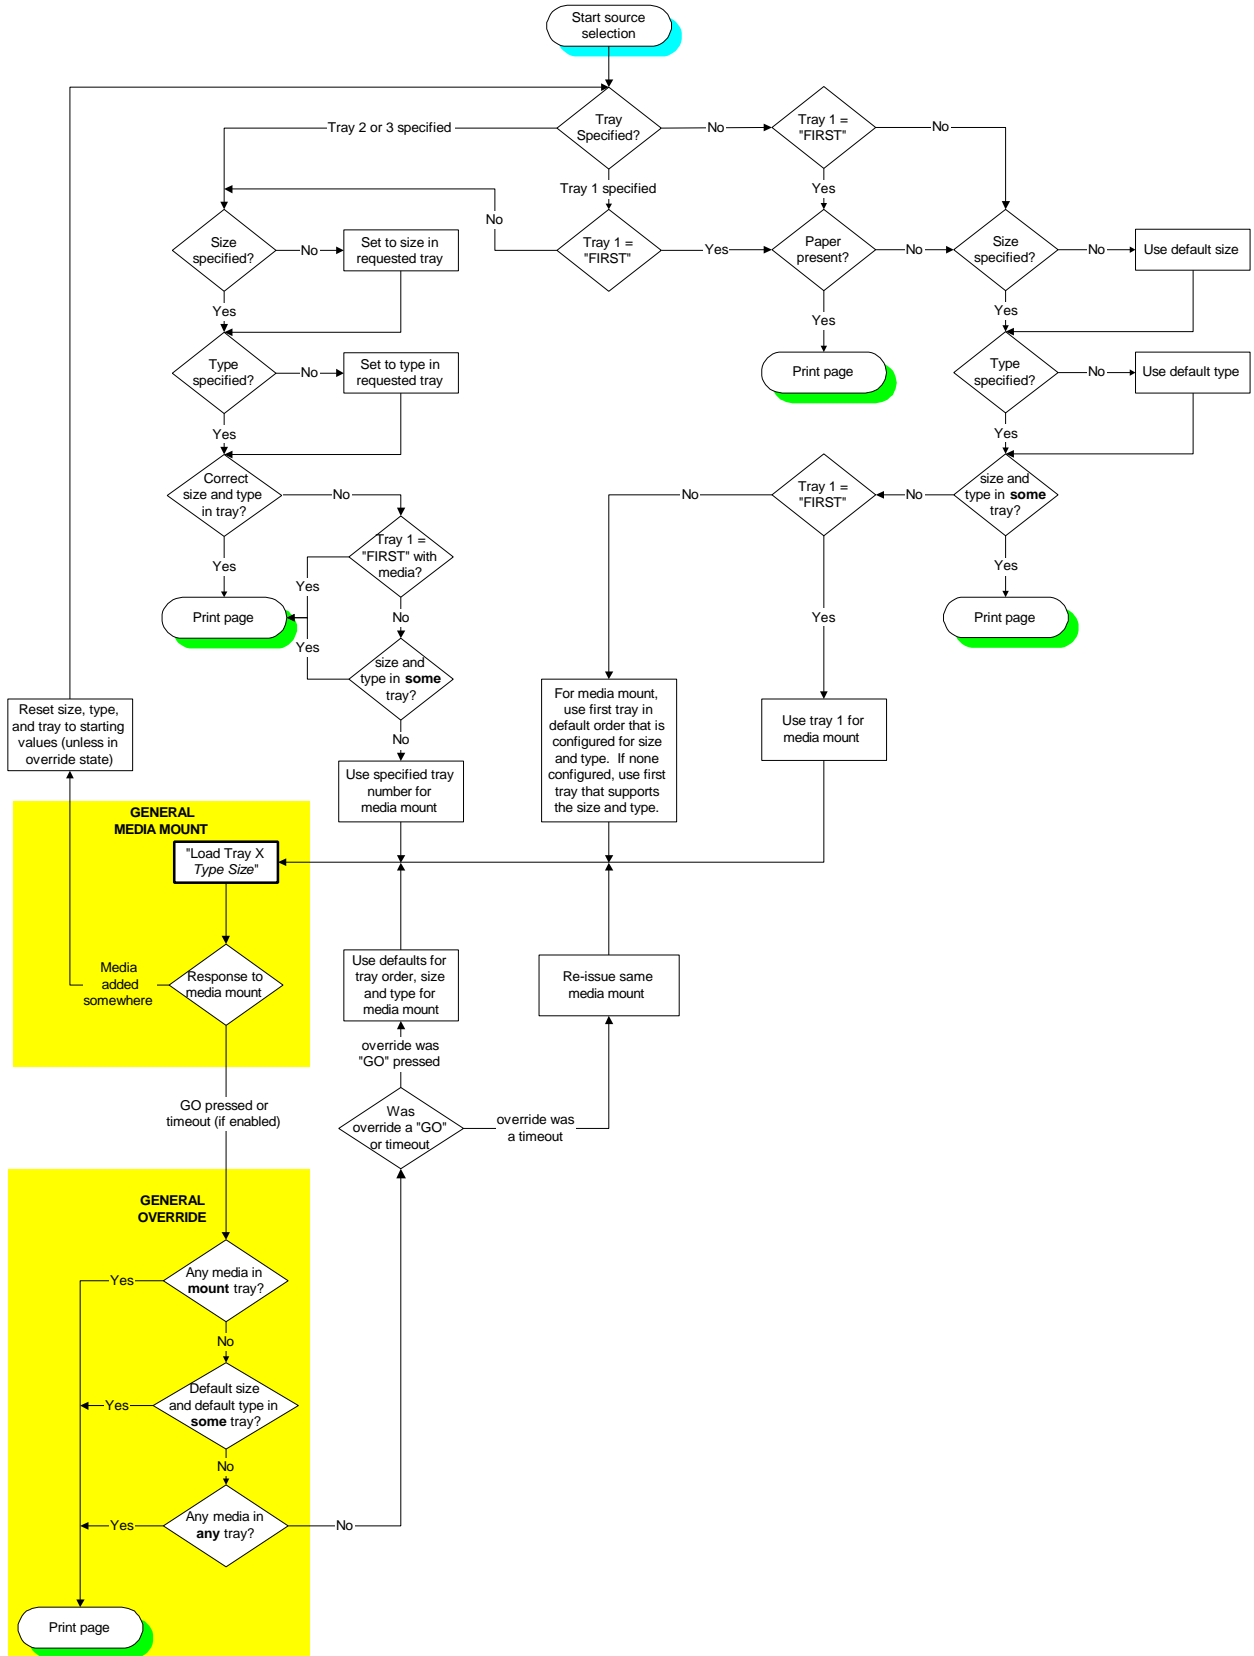 Start source
selection
Tray
Specified?
Tray 2 or 3 specified
No
Tray 1 =
"FIRST"
No
Tray 1 specified
Yes
No
Size
specified?
No
Set to size in
requested tray
Tray 1 =
"FIRST"
Yes
Paper
present?
No
Size
specified?
No
Use default size
Yes
Yes
Yes
Type
specified?
No
Set to type in
requested tray
Print page
Type
specified?
No
Use default type
Yes
Yes
Correct
size and type
in tray?
No
No
Tray 1 =
"FIRST"
No
size and
type in some
tray?
Tray 1 =
"FIRST" with
media?
Yes
Yes
Yes
Print page
No
Yes
Print page
Yes
size and
type in some
tray?
No
Reset size, type,
and tray to starting
values (unless in
override state)
Use specified tray
number for
media mount
For media mount,
use first tray in
default order that is
configured for size
and type.  If none
configured, use first
tray that supports
the size and type.
Use tray 1 for
media mount
GENERAL
MEDIA MOUNT
"Load Tray X
Type Size"
Media
added
somewhere
Response to
media mount
Use defaults for
tray order, size
and type for
media mount
Re-issue same
media mount
override was
"GO" pressed
GO pressed or
timeout (if enabled)
Was
override a "GO"
or timeout
override was
a timeout
GENERAL
OVERRIDE
Any media in
mount tray?
Yes
No
Default size
and default type in
some tray?
Yes
No
Any media in
any tray?
Yes
No
Print page